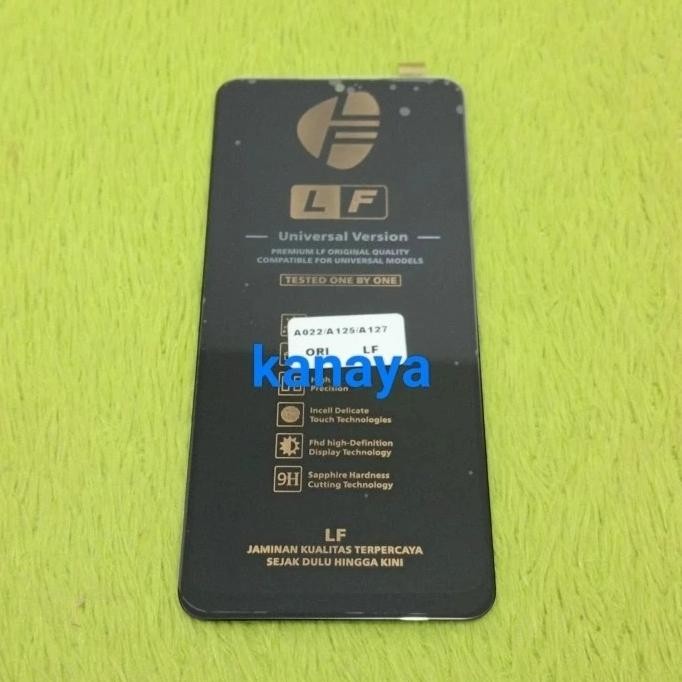 LF
LF
Universal Version
PREMIUM LF ORIGINAL QUALITY
COMPATIBLE FOR UNIVERSAL MODELS
TESTED ONE BY ONE
A022/A125/A127
ORI LF
kanaya
High
Precision
Incell Delicate
Touch Technologies
Fhd high-Definition
Display Technology
9H
Sapphire Hardness
Cutting Technology
LF
JAMINAN KUALITAS TERPERCAYA
SEJAK DULU HINGGA KINI